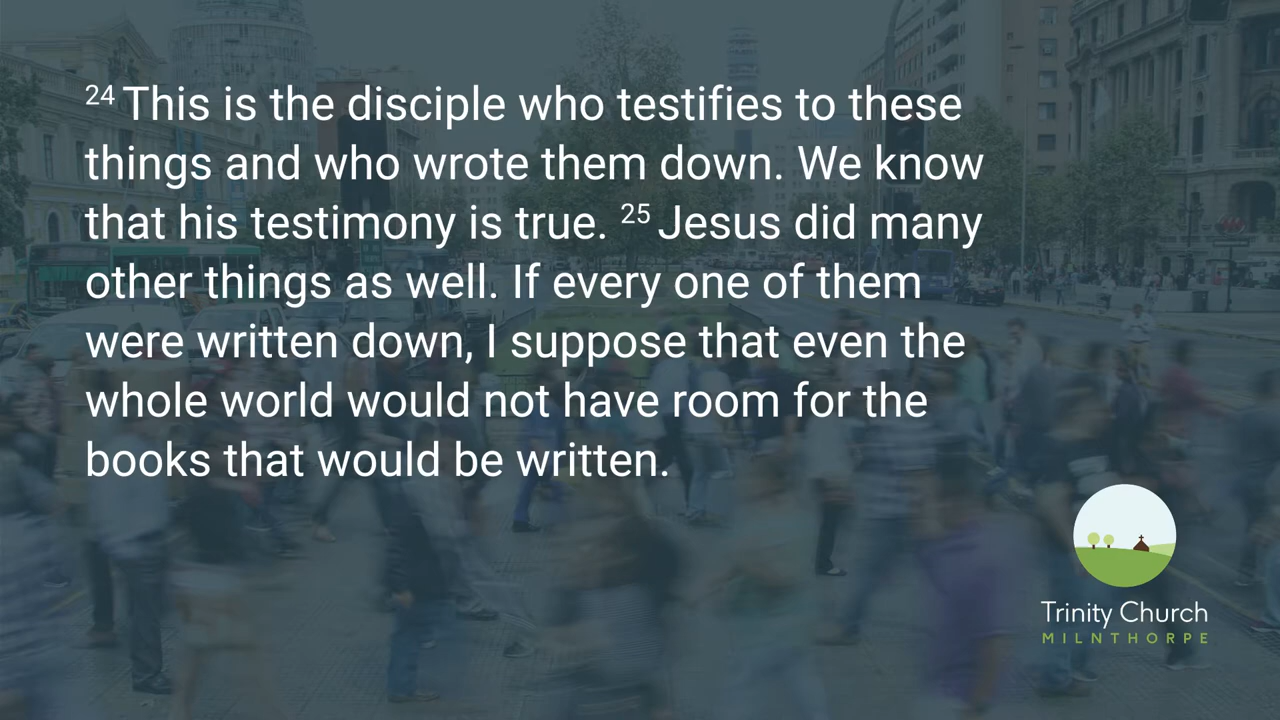 24 This is the disciple who testifies to these
things and who wrote them down. We know
that his testimony is true. 25 Jesus did many
other things as well. If every one of them
were written down, I suppose that even the
whole world would not have room for the
books that would be written.
Trinity Church
MILNTHORPE